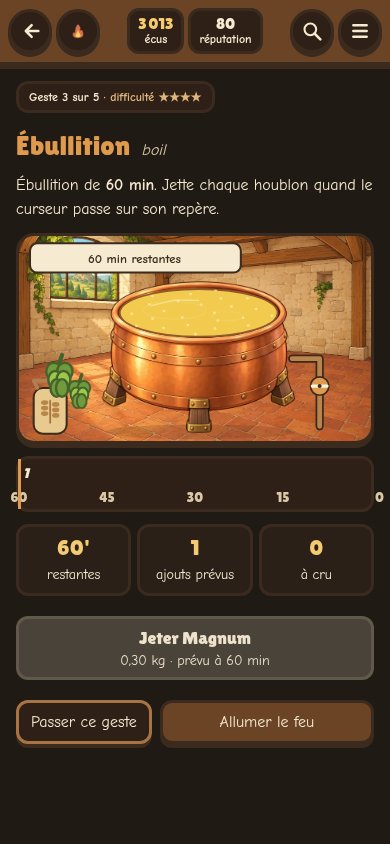 3 013
écus
80
réputation
Geste 3 sur 5 · difficulté ★★★★
Ébullition boil
Ébullition de 60 min. Jette chaque houblon quand le
curseur passe sur son repère.
60 min restantes
1
60 45 30 15 0
60'
restantes
1
ajouts prévus
0
à cru
Jeter Magnum
0,30 kg · prévu à 60 min
Passer ce geste
Allumer le feu